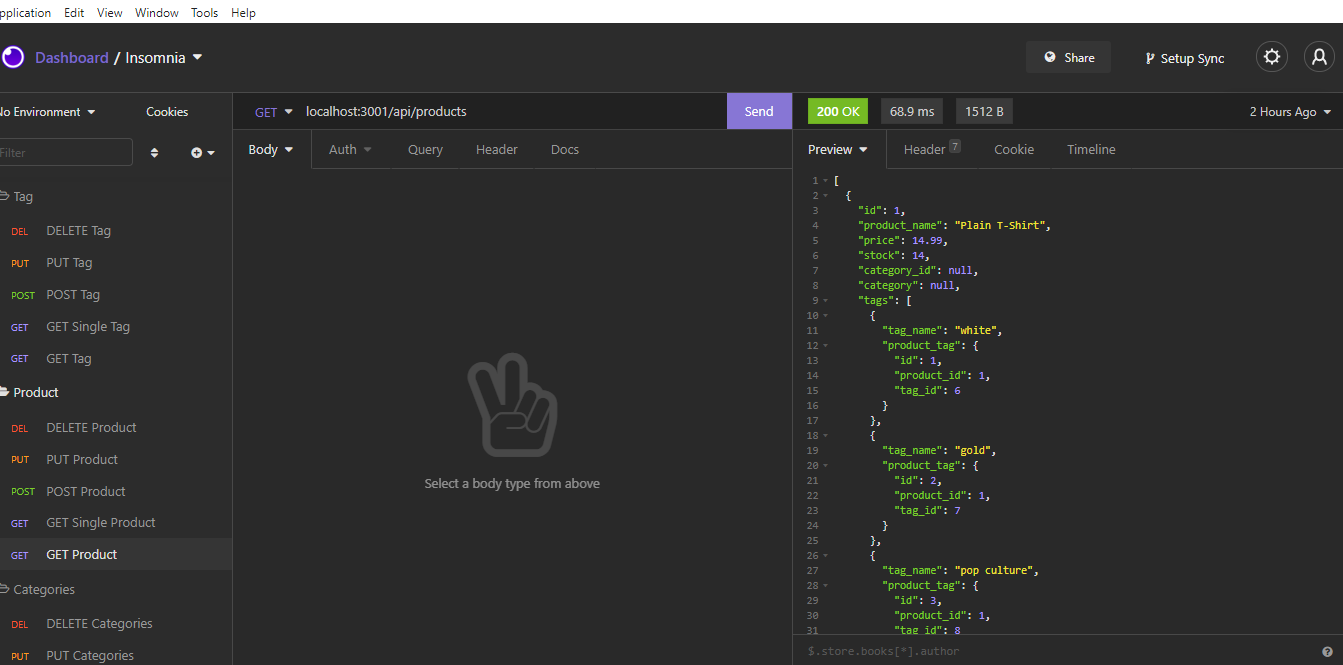 pplication Edit View Window Tools Help
Dashboard / Insomnia
Share
Setup Sync
No Environment
Cookies
Filter
Tag
DEL DELETE Tag
PUT PUT Tag
POST POST Tag
GET GET Single Tag
GET GET Tag
Product
DEL DELETE Product
PUT PUT Product
POST POST Product
GET GET Single Product
GET GET Product
Categories
DEL DELETE Categories
PUT PUT Categories
GET localhost:3001/api/products Send
Body Auth Query Header Docs
Select a body type from above
200 OK 68.9 ms 1512 B 2 Hours Ago
Preview Header 7 Cookie Timeline
1 [
2 {
3 "id": 1,
4 "product_name": "Plain T-Shirt",
5 "price": 14.99,
6 "stock": 14,
7 "category_id": null,
8 "category": null,
9 "tags": [
10 {
11 "tag_name": "white",
12 "product_tag": {
13 "id": 1,
14 "product_id": 1,
15 "tag_id": 6
16 }
17 },
18 {
19 "tag_name": "gold",
20 "product_tag": {
21 "id": 2,
22 "product_id": 1,
23 "tag_id": 7
24 }
25 },
26 {
27 "tag_name": "pop culture",
28 "product_tag": {
29 "id": 3,
30 "product_id": 1,
31 "tag_id": 8
$.store.books[*].author